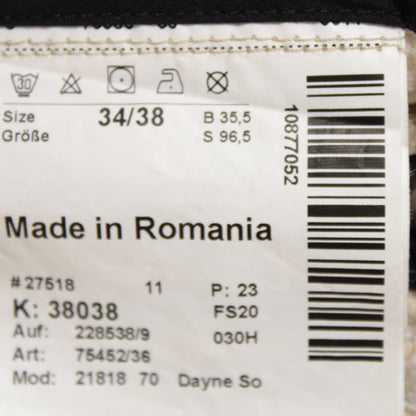 30
Size 34/38 B 35,5
Größe S 96,5
10877052
Made in Romania
#27518 11 P: 23
K: 38038 FS20
Auf: 228538/9 030H
Art: 75452/36
Mod: 21818 70 Dayne So